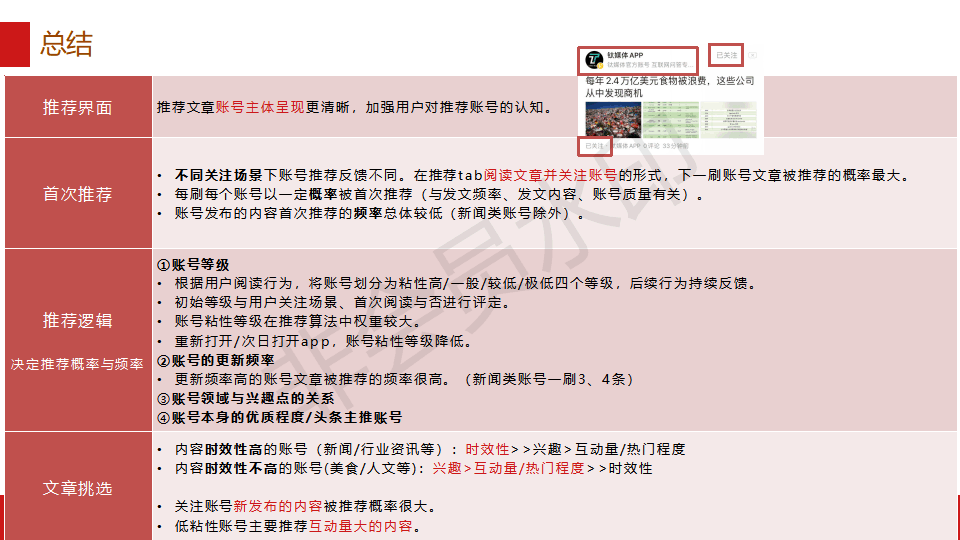 总结
钛媒体APP
钛媒体官方账号 互联网问答专...
已关注
每年2.4万亿美元食物被浪费，这些公司
从中发现商机
已关注 · 钛媒体APP 0评论 33分钟前
推荐界面
推荐文章账号主体呈现更清晰，加强用户对推荐账号的认知。
首次推荐
• 不同关注场景下账号推荐反馈不同。在推荐tab阅读文章并关注账号的形式，下一刷账号文章被推荐的概率最大。
• 每刷每个账号以一定概率被首次推荐（与发文频率、发文内容、账号质量有关）。
• 账号发布的内容首次推荐的频率总体较低（新闻类账号除外）。
推荐逻辑
决定推荐概率与频率
①账号等级
• 根据用户阅读行为，将账号划分为粘性高/一般/较低/极低四个等级，后续行为持续反馈。
• 初始等级与用户关注场景、首次阅读与否进行评定。
• 账号粘性等级在推荐算法中权重较大。
• 重新打开/次日打开app，账号粘性等级降低。
②账号的更新频率
• 更新频率高的账号文章被推荐的频率很高。（新闻类账号一刷3、4条）
③账号领域与兴趣点的关系
④账号本身的优质程度/头条主推账号
文章挑选
• 内容时效性高的账号（新闻/行业资讯等）：时效性>>兴趣>互动量/热门程度
• 内容时效性不高的账号(美食/人文等)：兴趣>互动量/热门程度>>时效性
• 关注账号新发布的内容被推荐概率很大。
• 低粘性账号主要推荐互动量大的内容。
非会员水印